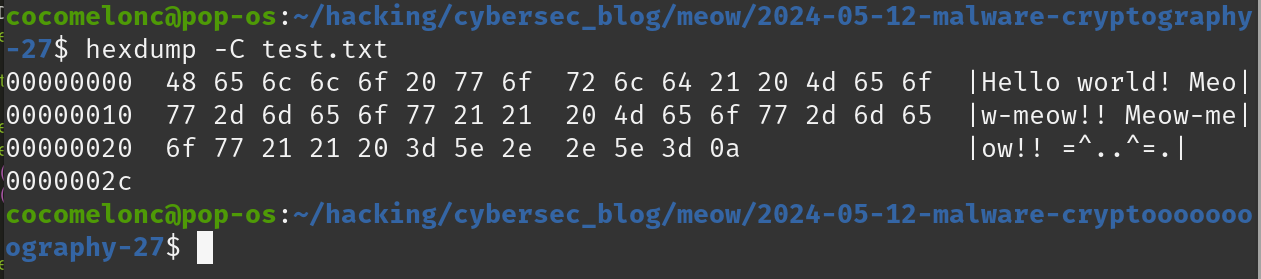 cocomelonc@pop-os:~/hacking/cybersec_blog/meow/2024-05-12-malware-cryptography
-27$ hexdump -C test.txt
00000000  48 65 6c 6c 6f 20 77 6f  72 6c 64 21 20 4d 65 6f  |Hello world! Meo|
00000010  77 2d 6d 65 6f 77 21 21  20 4d 65 6f 77 2d 6d 65  |w-meow!! Meow-me|
00000020  6f 77 21 21 20 3d 5e 2e  2e 5e 3d 0a              |ow!! =^..^=.|
0000002c
cocomelonc@pop-os:~/hacking/cybersec_blog/meow/2024-05-12-malware-cryptooooooo
ography-27$